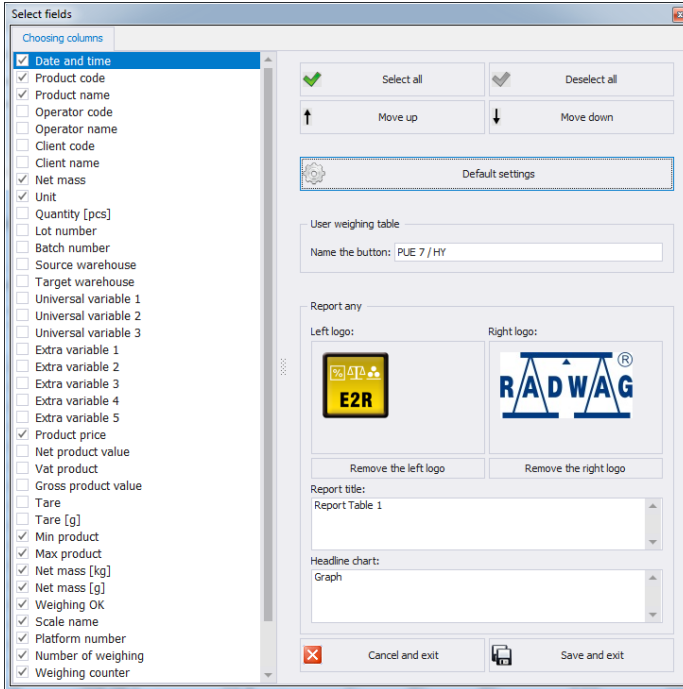 Select fields
Choosing columns
Date and time
Product code
Product name
Operator code
Operator name
Client code
Client name
Net mass
Unit
Quantity [pcs]
Lot number
Batch number
Source warehouse
Target warehouse
Universal variable 1
Universal variable 2
Universal variable 3
Extra variable 1
Extra variable 2
Extra variable 3
Extra variable 4
Extra variable 5
Product price
Net product value
Vat product
Gross product value
Tare
Tare [g]
Min product
Max product
Net mass [kg]
Net mass [g]
Weighing OK
Scale name
Platform number
Number of weighing
Weighing counter
Select all
Deselect all
Move up
Move down
Default settings
User weighing table
Name the button: PUE 7 / HY
Report any
Left logo:
Right logo:
%
E2R
RADWAG®
Remove the left logo
Remove the right logo
Report title:
Report Table 1
Headline chart:
Graph
Cancel and exit
Save and exit